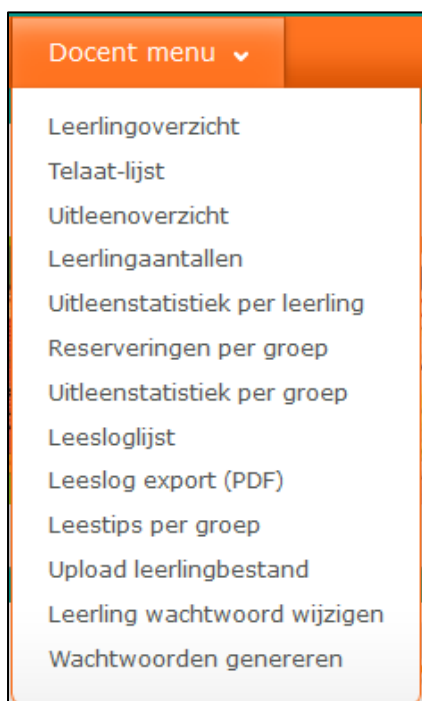 Docent menu
Leerlingoverzicht
Telaat-lijst
Uitleenoverzicht
Leerlingaantallen
Uitleenstatistiek per leerling
Reserveringen per groep
Uitleenstatistiek per groep
Leesloglijst
Leeslog export (PDF)
Leestips per groep
Upload leerlingbestand
Leerling wachtwoord wijzigen
Wachtwoorden genereren